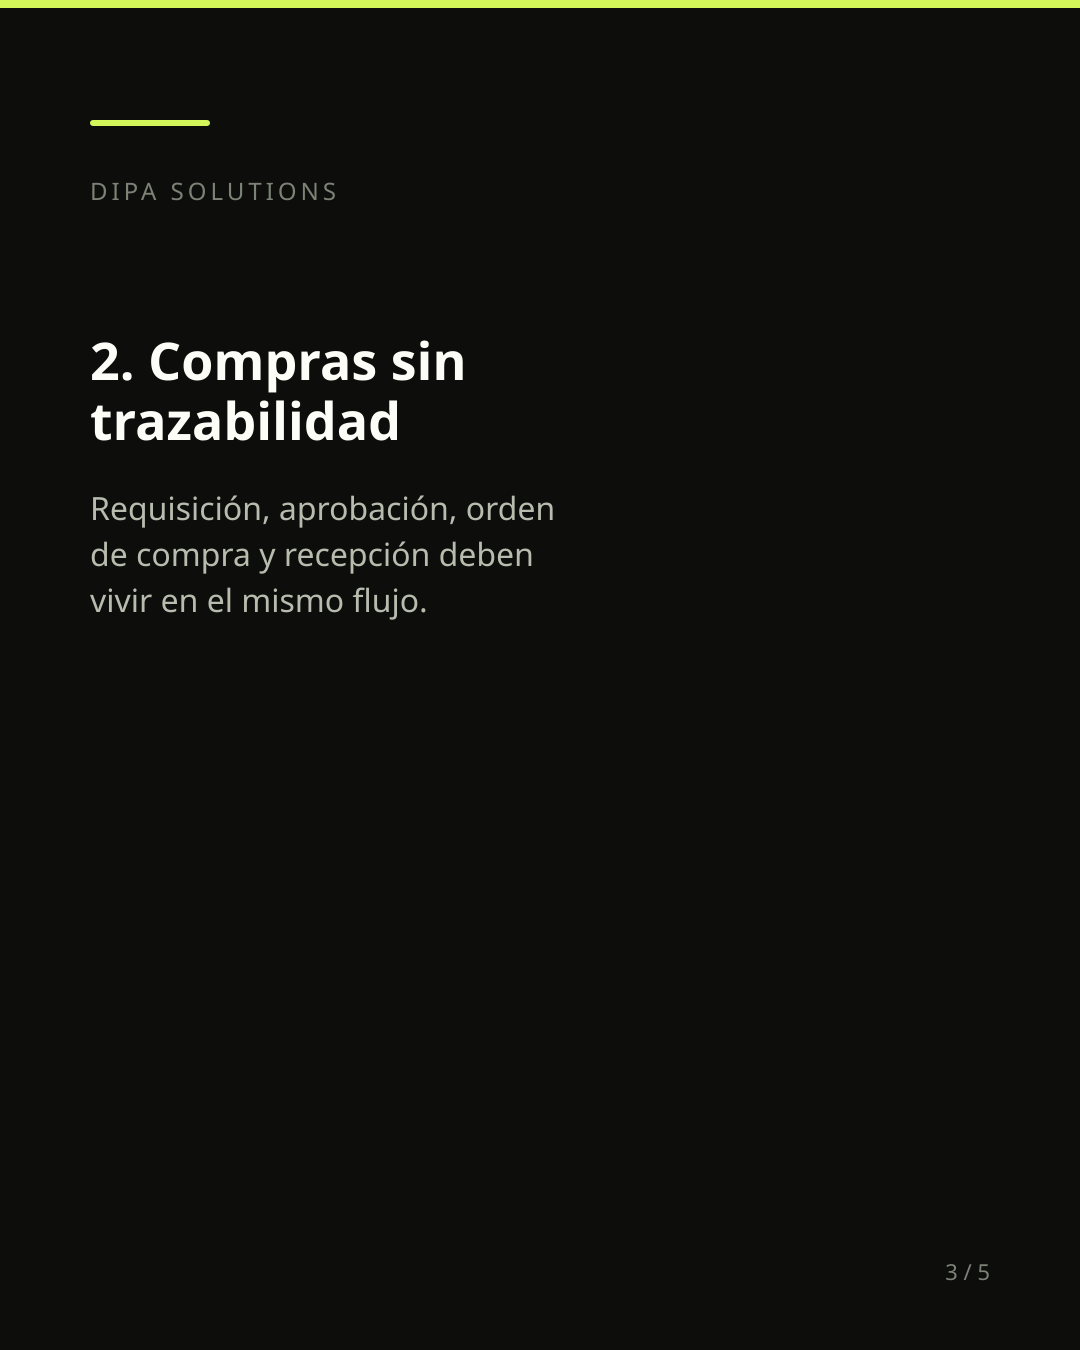 DIPA SOLUTIONS
2. Compras sin
trazabilidad
Requisición, aprobación, orden
de compra y recepción deben
vivir en el mismo flujo.
3 / 5